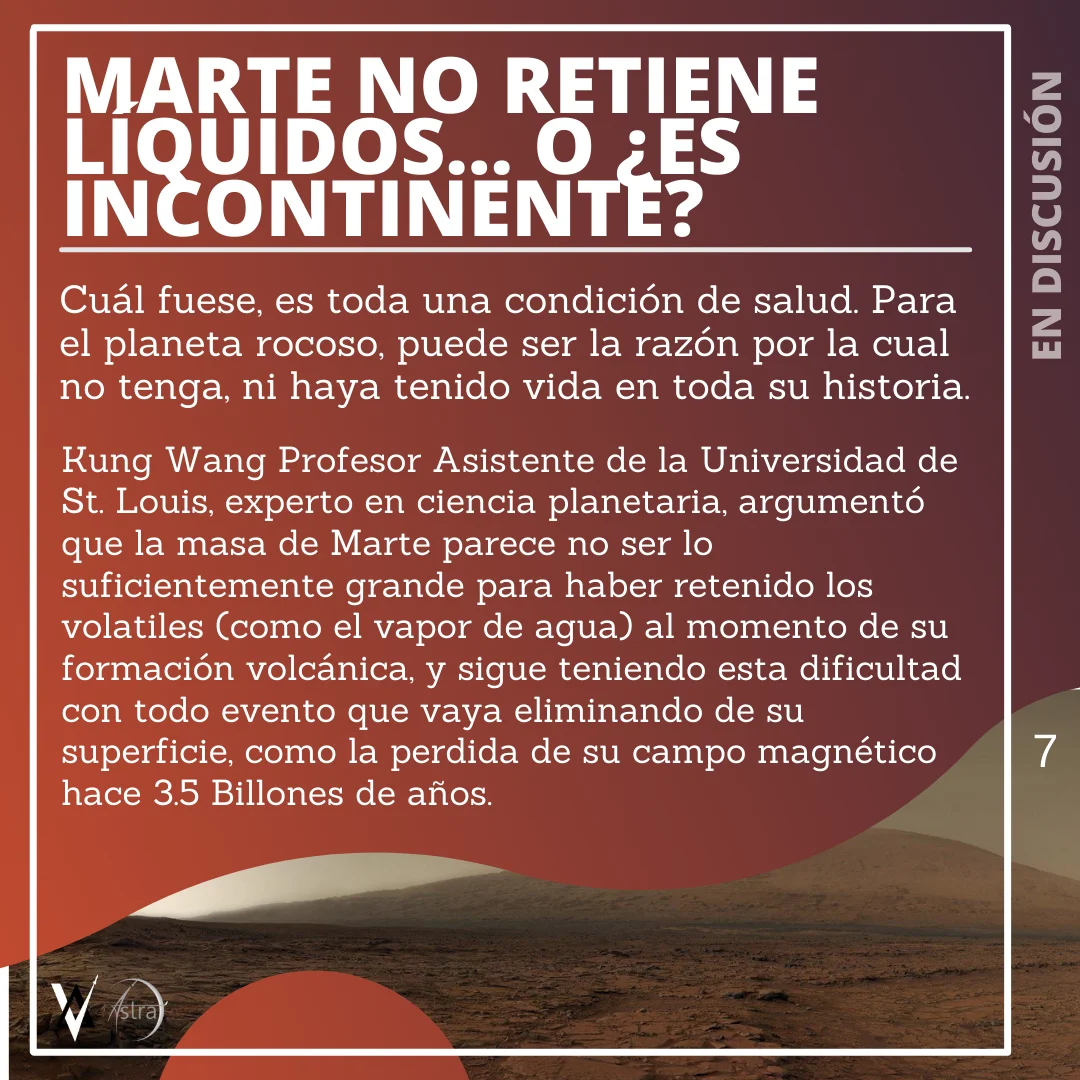 MARTE NO RETIENE
LÍQUIDOS... O ¿ES
INCONTINENTE?
Cuál fuese, es toda una condición de salud. Para
el planeta rocoso, puede ser la razón por la cual
no tenga, ni haya tenido vida en toda su historia.
Kung Wang Profesor Asistente de la Universidad de
St. Louis, experto en ciencia planetaria, argumentó
que la masa de Marte parece no ser lo
suficientemente grande para haber retenido los
volatiles (como el vapor de agua) al momento de su
formación volcánica, y sigue teniendo esta dificultad
con todo evento que vaya eliminando de su
superficie, como la perdida de su campo magnético
hace 3.5 Billones de años.
EN DISCUSIÓN
7
Astra